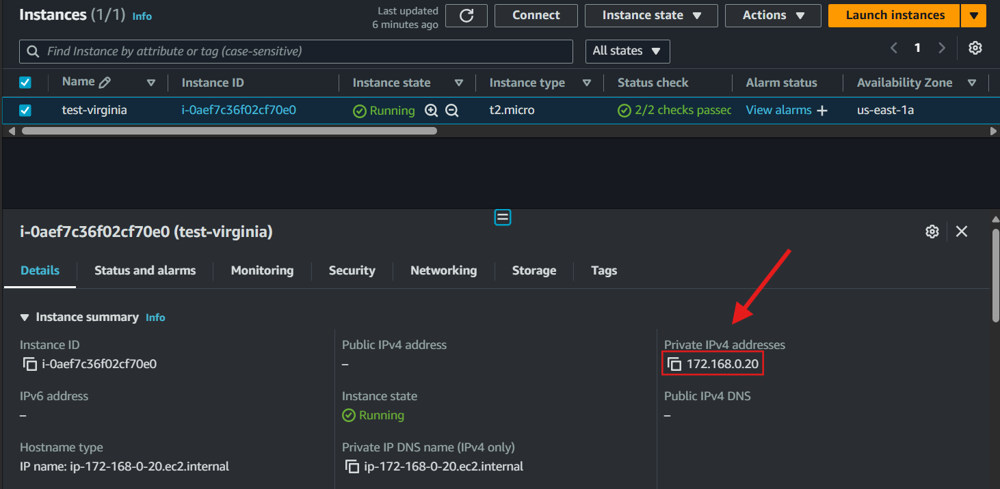 Instances (1/1) Info
Last updated
6 minutes ago
Connect
Instance state
Actions
Launch instances
Find Instance by attribute or tag (case-sensitive)
All states
1
Name Instance ID Instance state Instance type Status check Alarm status Availability Zone
test-virginia i-0aef7c36f02cf70e0 Running t2.micro 2/2 checks passec View alarms + us-east-1a
i-0aef7c36f02cf70e0 (test-virginia)
Details Status and alarms Monitoring Security Networking Storage Tags
Instance summary Info
Instance ID
i-0aef7c36f02cf70e0
Public IPv4 address
–
Private IPv4 addresses
172.168.0.20
IPv6 address
–
Instance state
Running
Public IPv4 DNS
–
Hostname type
IP name: ip-172-168-0-20.ec2.internal
Private IP DNS name (IPv4 only)
ip-172-168-0-20.ec2.internal